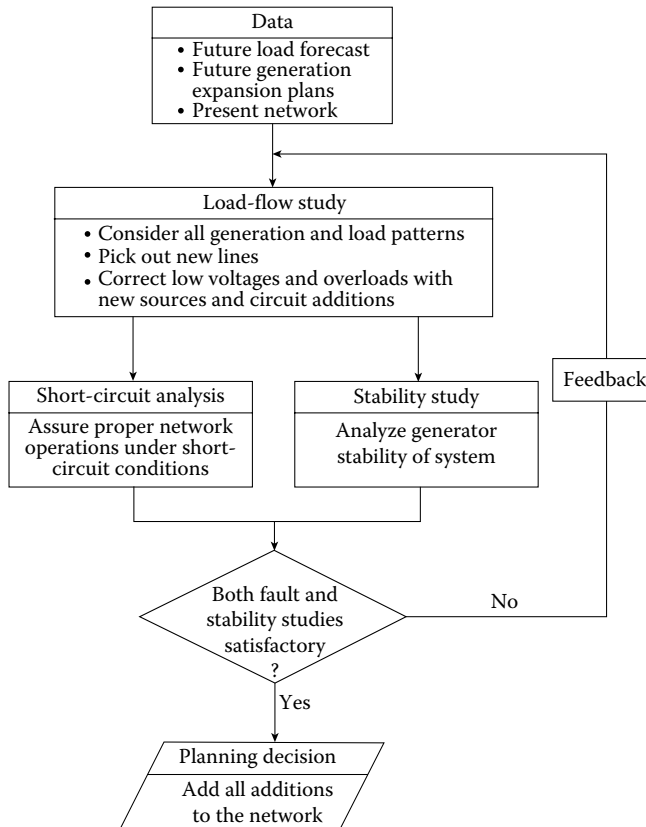 Data
• Future load forecast
• Future generation
expansion plans
• Present network
Load-flow study
• Consider all generation and load patterns
• Pick out new lines
• Correct low voltages and overloads with
new sources and circuit additions
Short-circuit analysis
Assure proper network
operations under short-
circuit conditions
Stability study
Analyze generator
stability of system
Feedback
Both fault and
stability studies
satisfactory
?
No
Yes
Planning decision
Add all additions
to the network